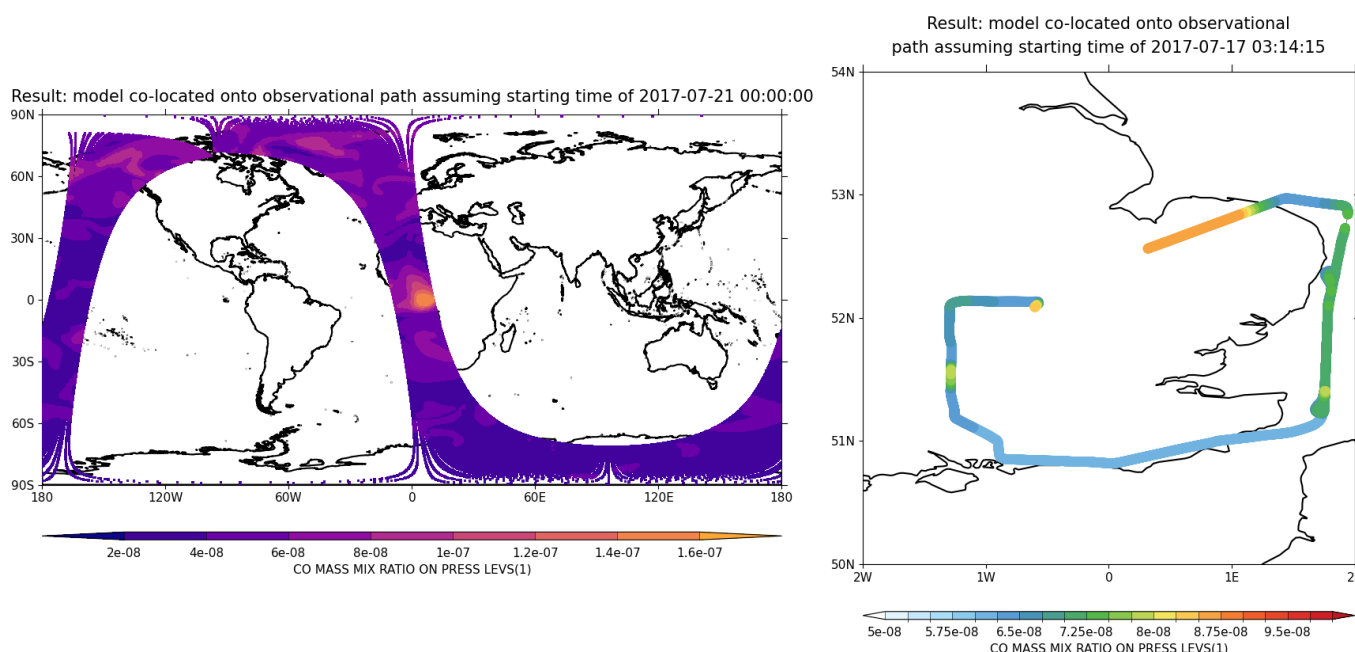 Result: model co-located onto observational path assuming starting time of 2017-07-21 00:00:00
90N
60N
30N
0
30S
60S
90S
180 120W 60W 0 60E 120E 180
2e-08 4e-08 6e-08 8e-08 1e-07 1.2e-07 1.4e-07 1.6e-07
CO MASS MIX RATIO ON PRESS LEVS(1)
Result: model co-located onto observational
path assuming starting time of 2017-07-17 03:14:15
54N
53N
52N
51N
50N
2W 1W 0 1E
5e-08 5.75e-08 6.5e-08 7.25e-08 8e-08 8.75e-08 9.5e-08
CO MASS MIX RATIO ON PRESS LEVS(1)